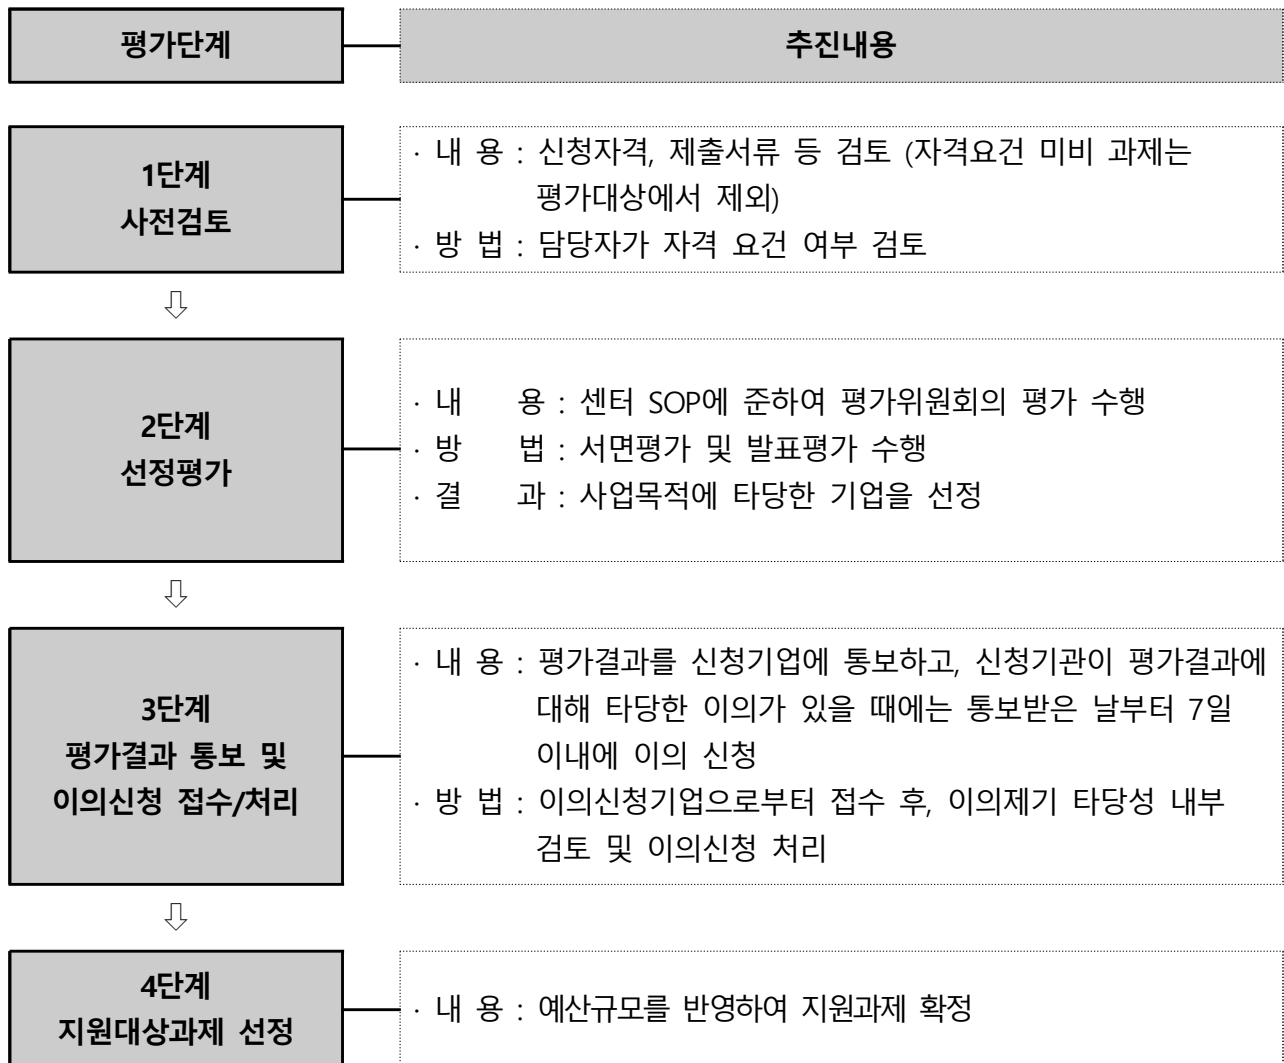 평가단계
추진내용
1단계
사전검토
· 내 용 : 신청자격, 제출서류 등 검토 (자격요건 미비 과제는
평가대상에서 제외)
· 방 법 : 담당자가 자격 요건 여부 검토
⇩
2단계
선정평가
· 내 용 : 센터 SOP에 준하여 평가위원회의 평가 수행
· 방 법 : 서면평가 및 발표평가 수행
· 결 과 : 사업목적에 타당한 기업을 선정
⇩
3단계
평가결과 통보 및
이의신청 접수/처리
· 내 용 : 평가결과를 신청기업에 통보하고, 신청기관이 평가결과에
대해 타당한 이의가 있을 때에는 통보받은 날부터 7일
이내에 이의 신청
· 방 법 : 이의신청기업으로부터 접수 후, 이의제기 타당성 내부
검토 및 이의신청 처리
⇩
4단계
지원대상과제 선정
· 내 용 : 예산규모를 반영하여 지원과제 확정